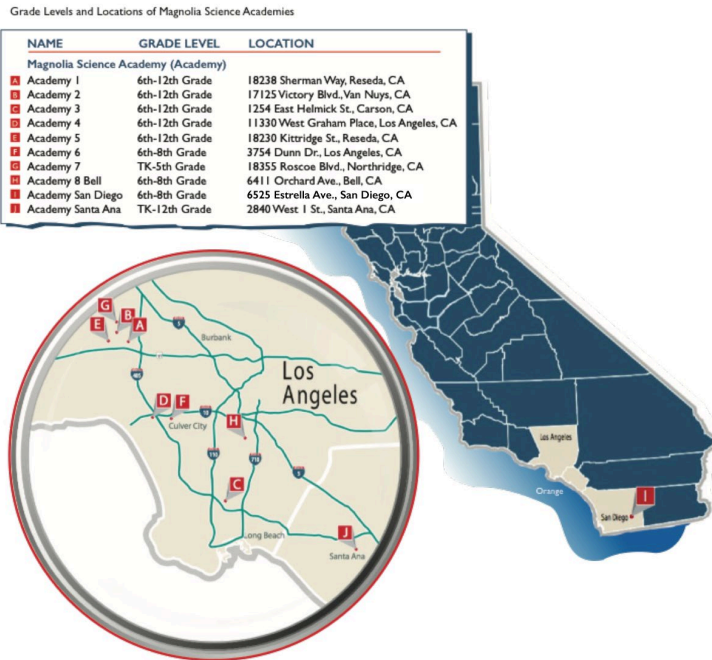 Grade Levels and Locations of Magnolia Science Academies
NAME GRADE LEVEL LOCATION
Magnolia Science Academy (Academy)
A Academy 1 6th-12th Grade 18238 Sherman Way, Reseda, CA
B Academy 2 6th-12th Grade 17125 Victory Blvd., Van Nuys, CA
C Academy 3 6th-12th Grade 1254 East Helmick St., Carson, CA
D Academy 4 6th-12th Grade 11330 West Graham Place, Los Angeles, CA
E Academy 5 6th-12th Grade 18230 Kittridge St., Reseda, CA
F Academy 6 6th-8th Grade 3754 Dunn Dr., Los Angeles, CA
G Academy 7 TK-5th Grade 18355 Roscoe Blvd., Northridge, CA
H Academy 8 Bell 6th-8th Grade 6411 Orchard Ave., Bell, CA
I Academy San Diego 6th-8th Grade 6525 Estrella Ave., San Diego, CA
J Academy Santa Ana TK-12th Grade 2840 West 1 St., Santa Ana, CA
G
B
E
A
5
Burbank
405
Los
Angeles
D
F
10
Culver City
H
110
710
5
C
Long Beach
J
Santa Ana
Los Angeles
Orange
San Diego
I